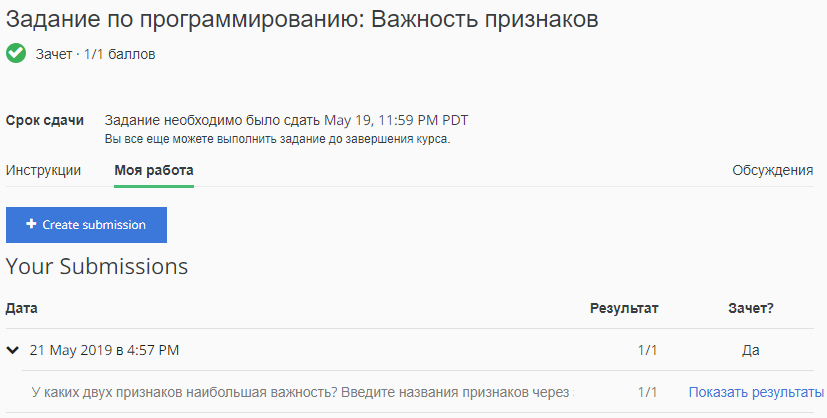 Задание по программированию: Важность признаков
Зачет · 1/1 баллов
Срок сдачи Задание необходимо было сдать May 19, 11:59 PM PDT
Вы все еще можете выполнить задание до завершения курса.
Инструкции Моя работа Обсуждения
+ Create submission
Your Submissions
Дата Результат Зачет?
21 May 2019 в 4:57 PM 1/1 Да
У каких двух признаков наибольшая важность? Введите названия признаков через 1/1 Показать результаты